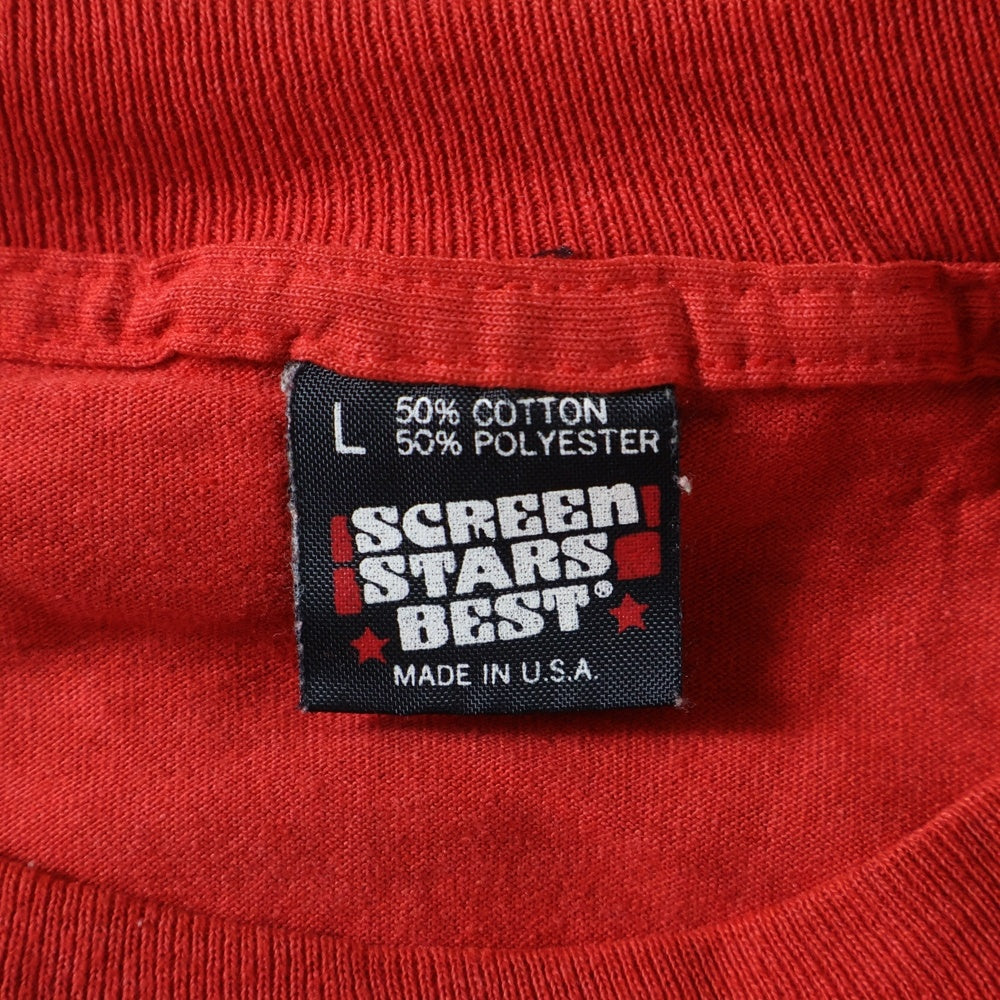 L
50% COTTON
50% POLYESTER
SCREEN
STARS
BEST®
MADE IN U.S.A.